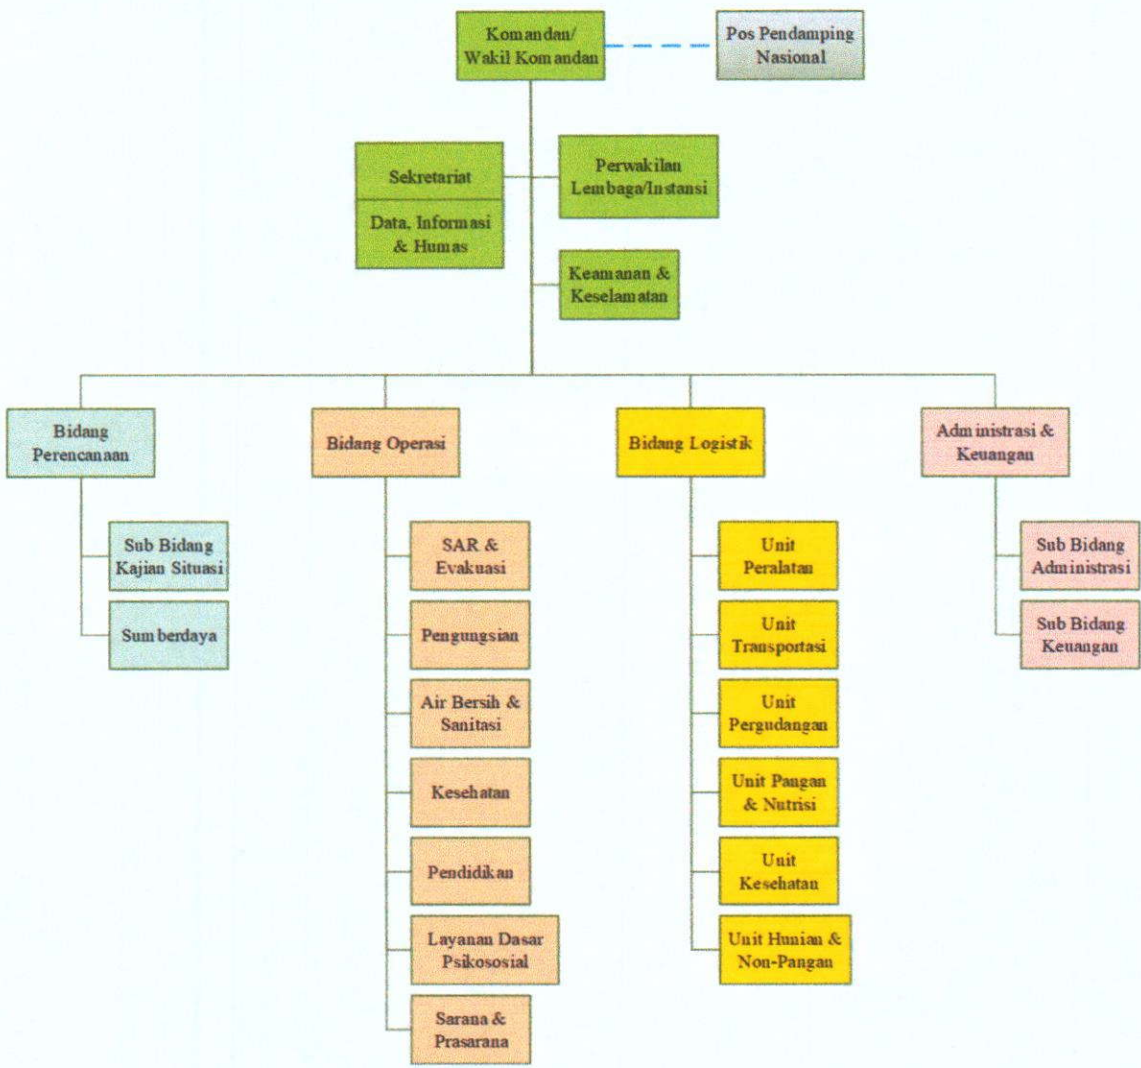 Komandan/
Wakil Komandan
Pos Pendamping
Nasional
Sekretariat
Data, Informasi
& Humas
Perwakilan
Lembaga/Instansi
Keamanan &
Keselamatan
Bidang
Perencanaan
Sub Bidang
Kajian Situasi
Sumberdaya
Bidang Operasi
SAR &
Evakuasi
Pengungsian
Air Bersih &
Sanitasi
Kesehatan
Pendidikan
Layanan Dasar
Psikososial
Sarana &
Prasarana
Bidang Logistik
Unit
Peralatan
Unit
Transportasi
Unit
Pergudangan
Unit Pangan
& Nutrisi
Unit
Kesehatan
Unit Hunian &
Non-Pangan
Administrasi &
Keuangan
Sub Bidang
Administrasi
Sub Bidang
Keuangan